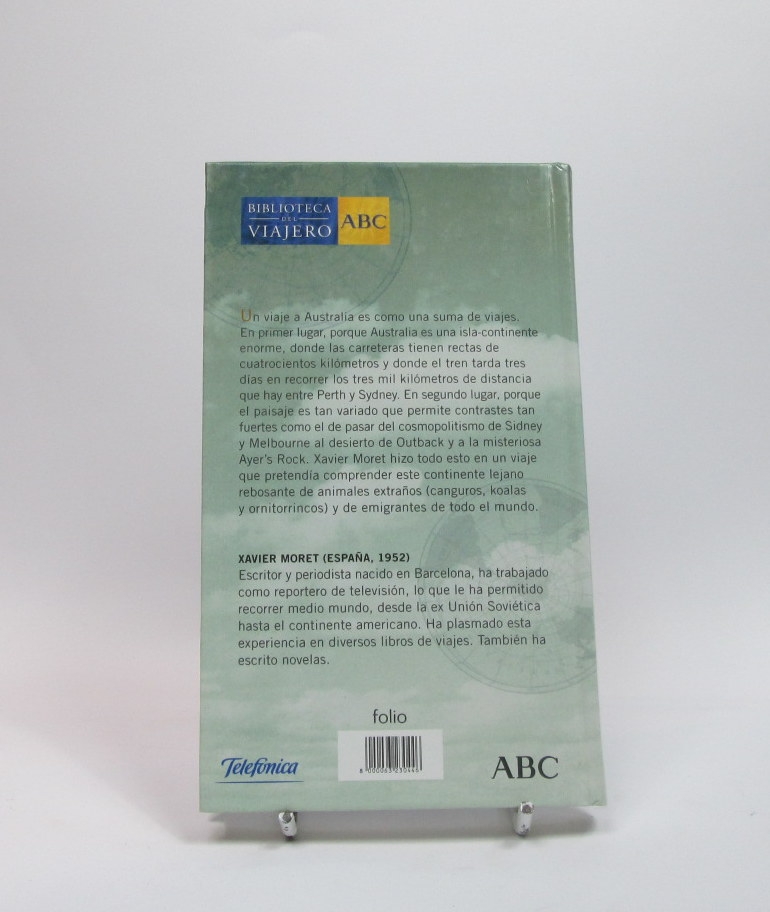 BIBLIOTECA
DEL
VIAJERO
ABC
Un viaje a Australia es como una suma de viajes.
En primer lugar, porque Australia es una isla-continente
enorme, donde las carreteras tienen rectas de
cuatrocientos kilómetros y donde el tren tarda tres
días en recorrer los tres mil kilómetros de distancia
que hay entre Perth y Sydney. En segundo lugar, porque
el paisaje es tan variado que permite contrastes tan
fuertes como el de pasar del cosmopolitismo de Sidney
y Melbourne al desierto de Outback y a la misteriosa
Ayer's Rock. Xavier Moret hizo todo esto en un viaje
que pretendía comprender este continente lejano
rebosante de animales extraños (canguros, koalas
y ornitorrincos) y de emigrantes de todo el mundo.
XAVIER MORET (ESPAÑA, 1952)
Escritor y periodista nacido en Barcelona, ha trabajado
como reportero de televisión, lo que le ha permitido
recorrer medio mundo, desde la ex Unión Soviética
hasta el continente americano. Ha plasmado esta
experiencia en diversos libros de viajes. También ha
escrito novelas.
folio
Telefónica
ABC